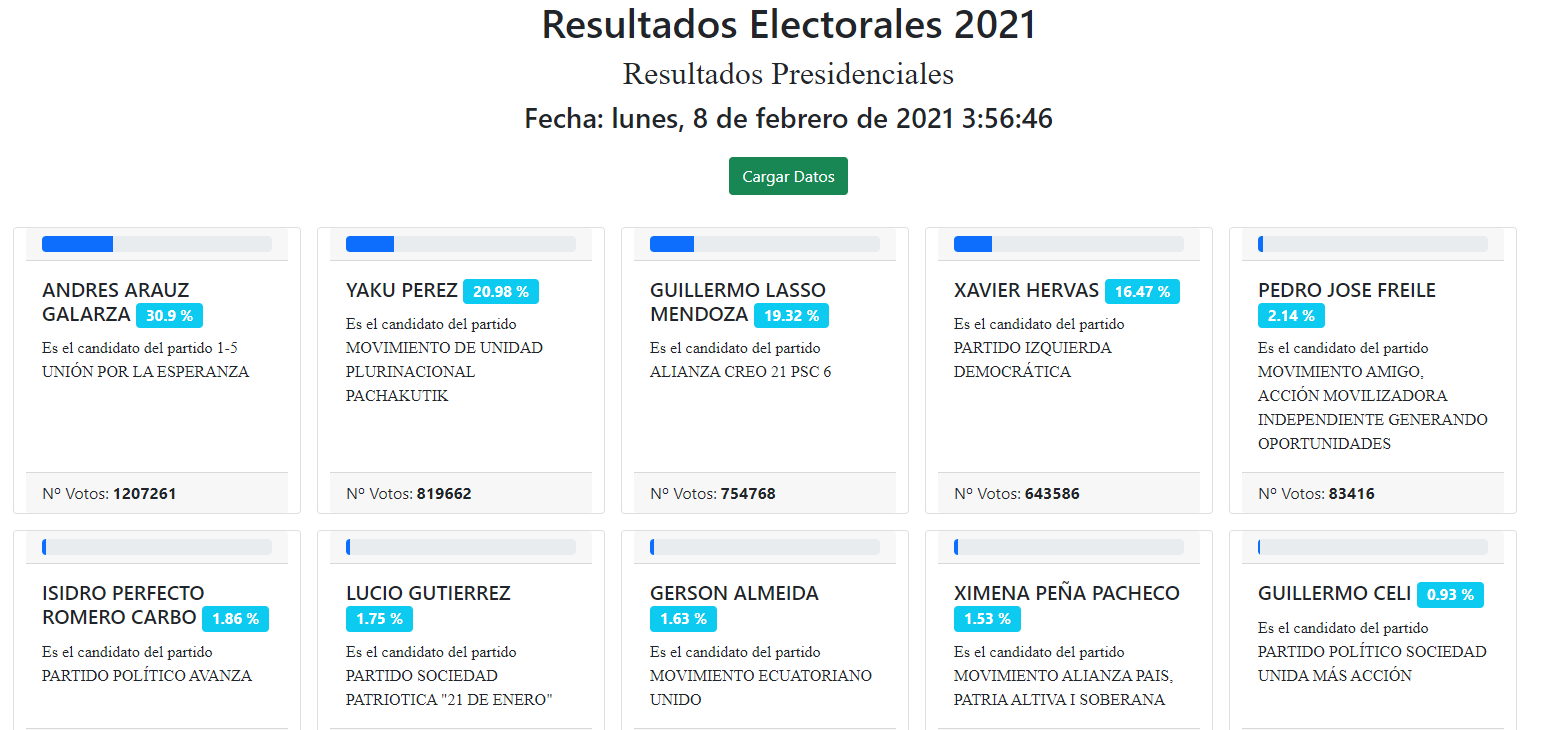 Resultados Electorales 2021
Resultados Presidenciales
Fecha: lunes, 8 de febrero de 2021 3:56:46
Cargar Datos
ANDRES ARAUZ
GALARZA 30.9 %
Es el candidato del partido 1-5
UNIÓN POR LA ESPERANZA
Nº Votos: 1207261
YAKU PEREZ 20.98 %
Es el candidato del partido
MOVIMIENTO DE UNIDAD
PLURINACIONAL
PACHAKUTIK
Nº Votos: 819662
GUILLERMO LASSO
MENDOZA 19.32 %
Es el candidato del partido
ALIANZA CREO 21 PSC 6
Nº Votos: 754768
XAVIER HERVAS 16.47 %
Es el candidato del partido
PARTIDO IZQUIERDA
DEMOCRÁTICA
Nº Votos: 643586
PEDRO JOSE FREILE
2.14 %
Es el candidato del partido
MOVIMIENTO AMIGO,
ACCIÓN MOVILIZADORA
INDEPENDIENTE GENERANDO
OPORTUNIDADES
Nº Votos: 83416
ISIDRO PERFECTO
ROMERO CARBO 1.86 %
Es el candidato del partido
PARTIDO POLÍTICO AVANZA
LUCIO GUTIERREZ
1.75 %
Es el candidato del partido
PARTIDO SOCIEDAD
PATRIOTICA "21 DE ENERO"
GERSON ALMEIDA
1.63 %
Es el candidato del partido
MOVIMIENTO ECUATORIANO
UNIDO
XIMENA PEÑA PACHECO
1.53 %
Es el candidato del partido
MOVIMIENTO ALIANZA PAIS,
PATRIA ALTIVA I SOBERANA
GUILLERMO CELI 0.93 %
Es el candidato del partido
PARTIDO POLÍTICO SOCIEDAD
UNIDA MÁS ACCIÓN